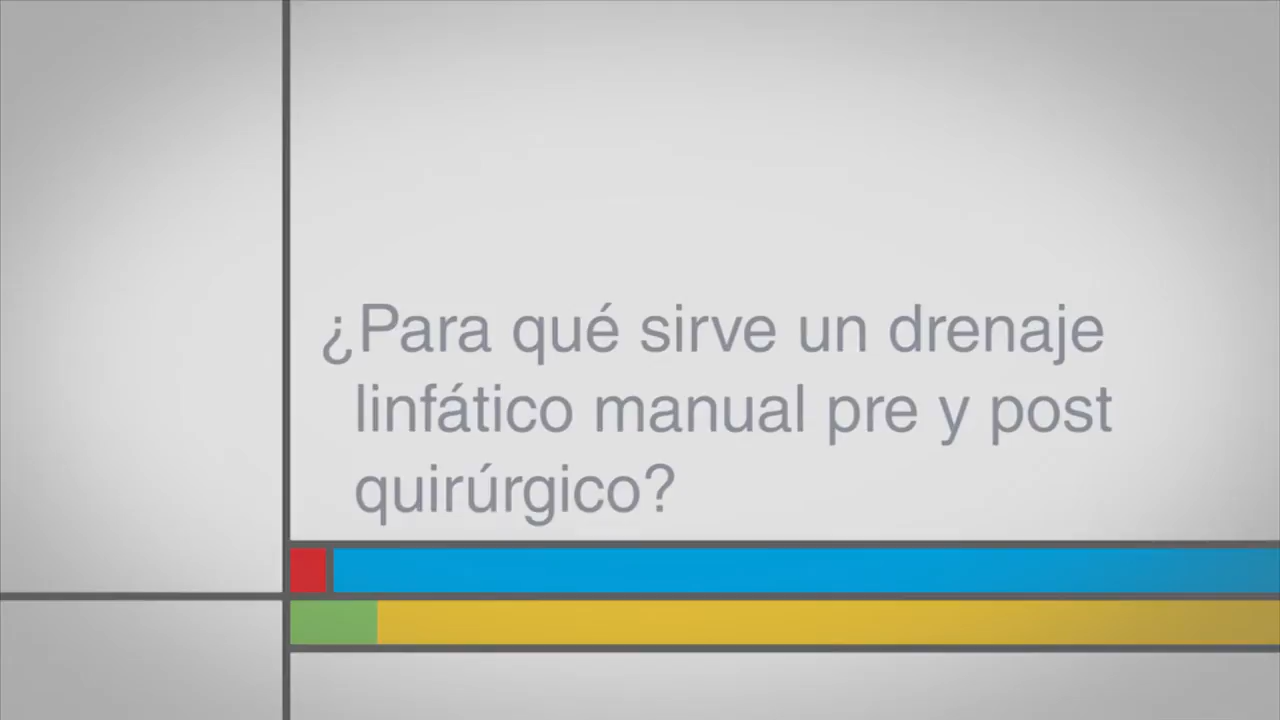 ¿Para qué sirve un drenaje
linfático manual pre y post
quirúrgico?